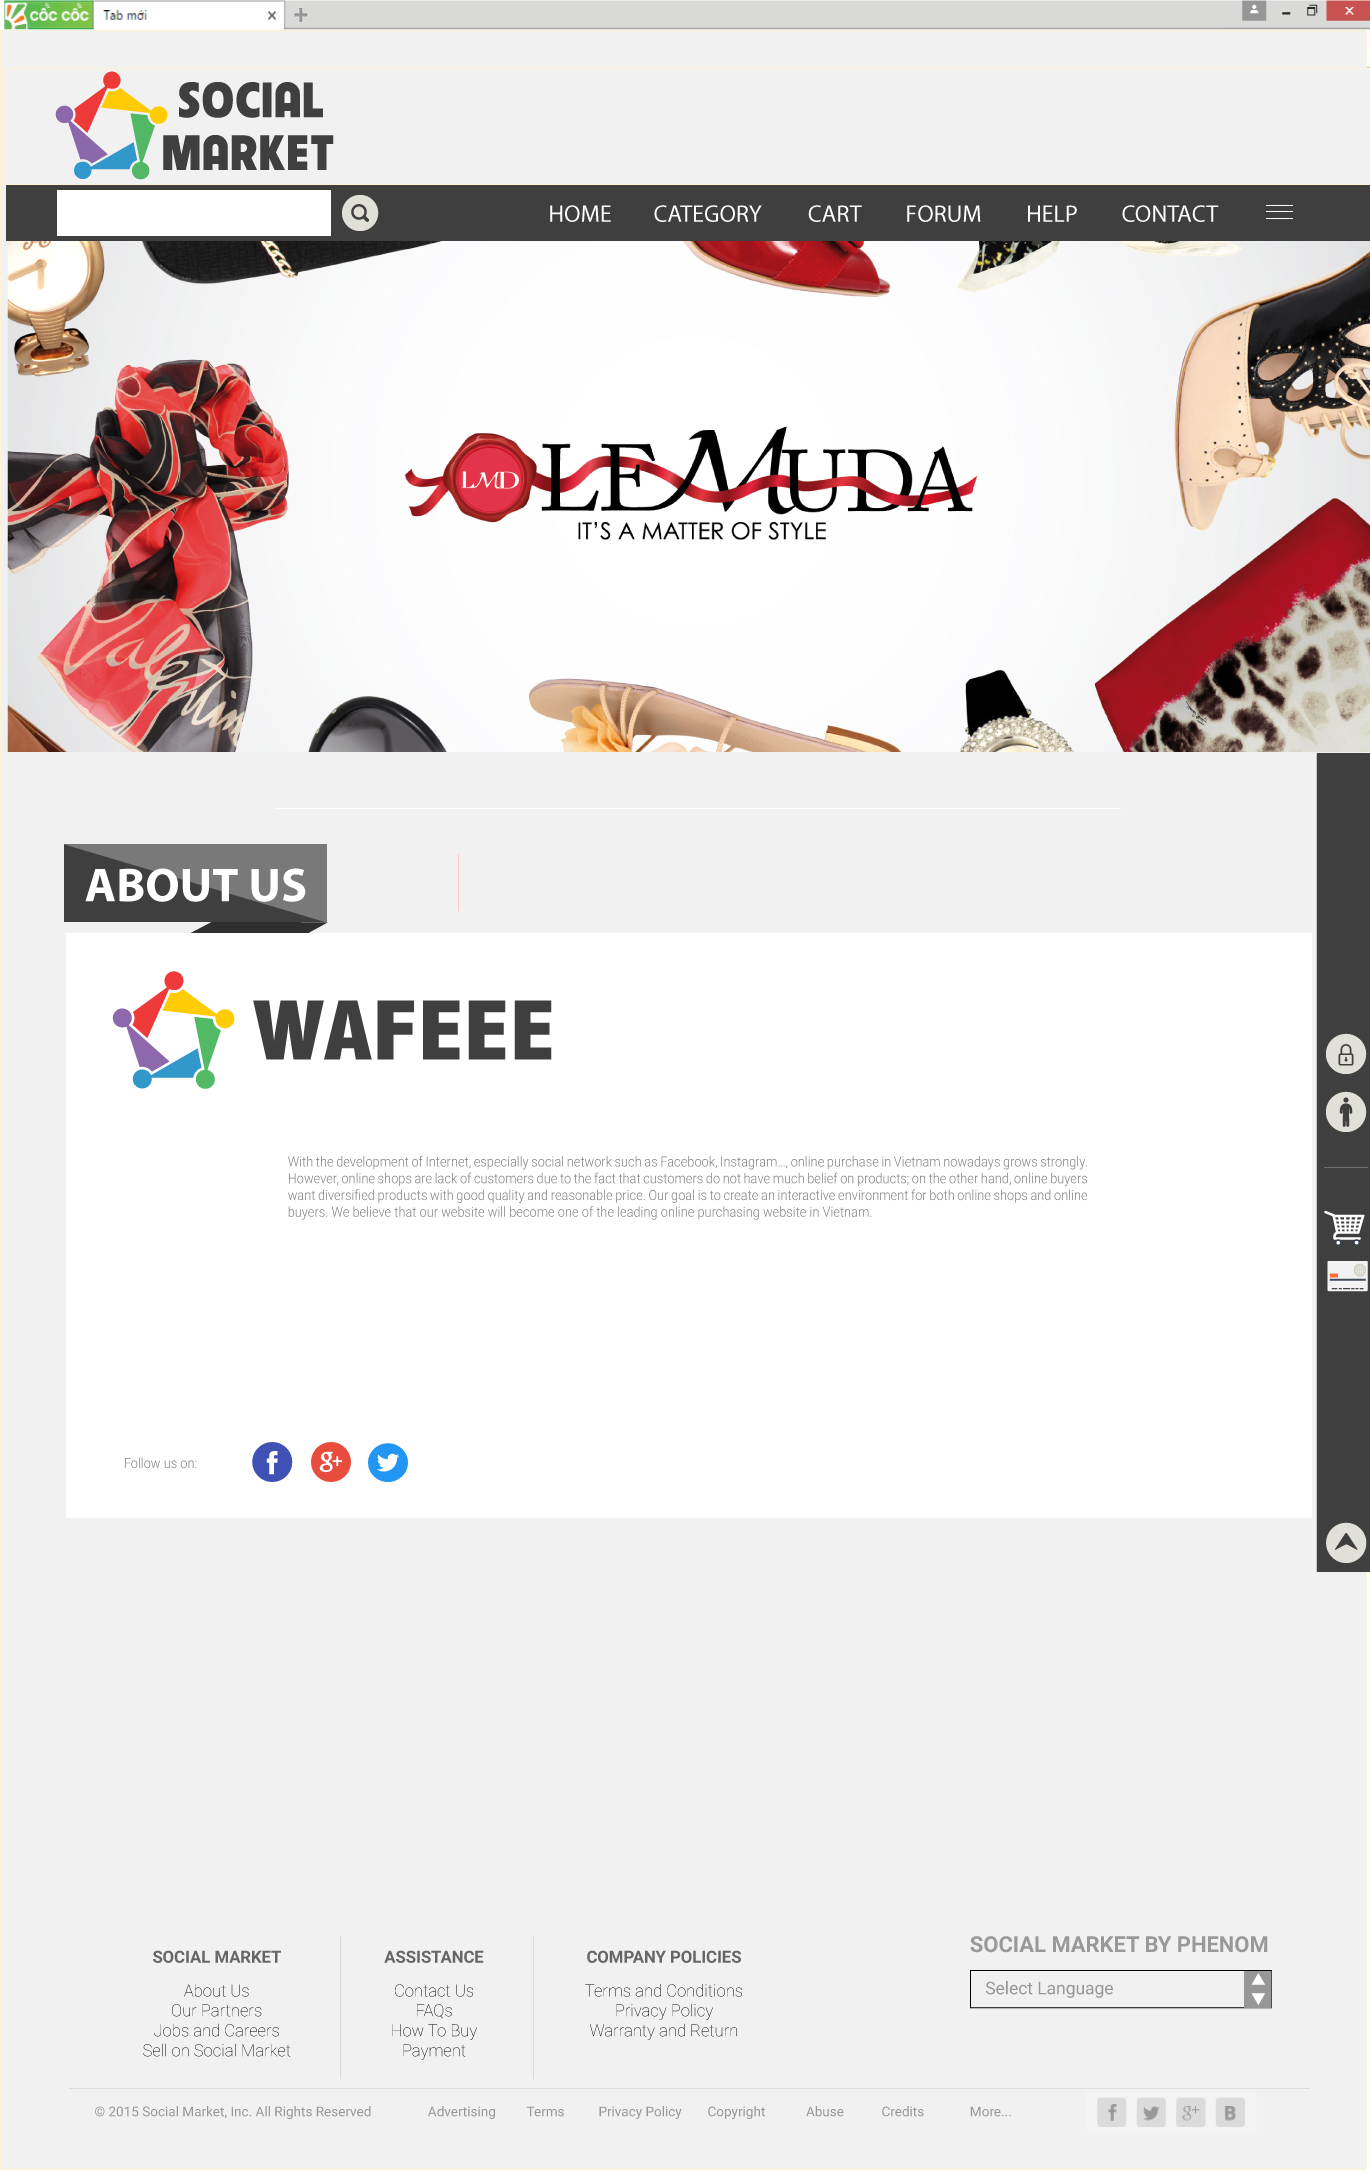 cốc cốc
Tab mới
SOCIAL
MARKET
HOME CATEGORY CART FORUM HELP CONTACT
LMD
LEMUDA
IT'S A MATTER OF STYLE
Valentin
ABOUT US
WAFEEE
With the development of Internet, especially social network such as Facebook, Instagram..., online purchase in Vietnam nowadays grows strongly.
However, online shops are lack of customers due to the fact that customers do not have much belief on products; on the other hand, online buyers
want diversified products with good quality and reasonable price. Our goal is to create an interactive environment for both online shops and online
buyers. We believe that our website will become one of the leading online purchasing website in Vietnam.
Follow us on:
f
g+
SOCIAL MARKET
About Us
Our Partners
Jobs and Careers
Sell on Social Market
ASSISTANCE
Contact Us
FAQs
How To Buy
Payment
COMPANY POLICIES
Terms and Conditions
Privacy Policy
Warranty and Return
SOCIAL MARKET BY PHENOM
Select Language
© 2015 Social Market, Inc. All Rights Reserved
Advertising Terms Privacy Policy Copyright Abuse Credits More...
f
g+
B